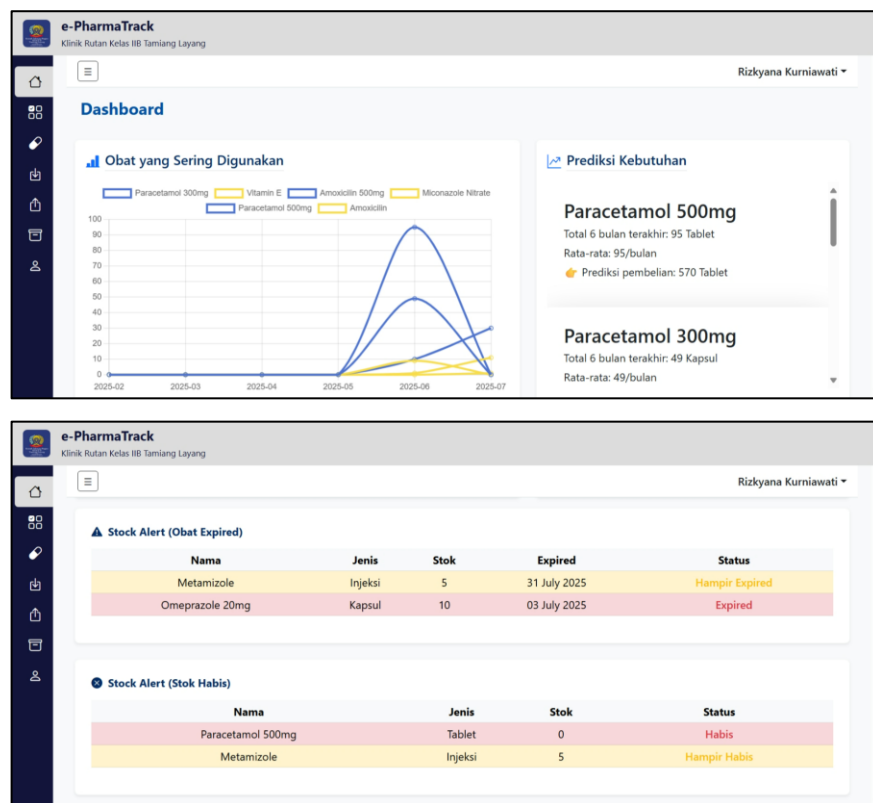 e-PharmaTrack
Klinik Rutan Kelas IIB Tamiang Layang
Rizkyana Kurniawati
Dashboard
Obat yang Sering Digunakan
Paracetamol 300mg Vitamin E Amoxicilin 500mg Miconazole Nitrate
Paracetamol 500mg Amoxicilin
100
90
80
70
60
50
40
30
20
10
0
2025-02 2025-03 2025-04 2025-05 2025-06 2025-07
Prediksi Kebutuhan
Paracetamol 500mg
Total 6 bulan terakhir: 95 Tablet
Rata-rata: 95/bulan
👉 Prediksi pembelian: 570 Tablet
Paracetamol 300mg
Total 6 bulan terakhir: 49 Kapsul
Rata-rata: 49/bulan
e-PharmaTrack
Klinik Rutan Kelas IIB Tamiang Layang
Rizkyana Kurniawati
Stock Alert (Obat Expired)
Nama Jenis Stok Expired Status
Metamizole Injeksi 5 31 July 2025 Hampir Expired
Omeprazole 20mg Kapsul 10 03 July 2025 Expired
Stock Alert (Stok Habis)
Nama Jenis Stok Status
Paracetamol 500mg Tablet 0 Habis
Metamizole Injeksi 5 Hampir Habis